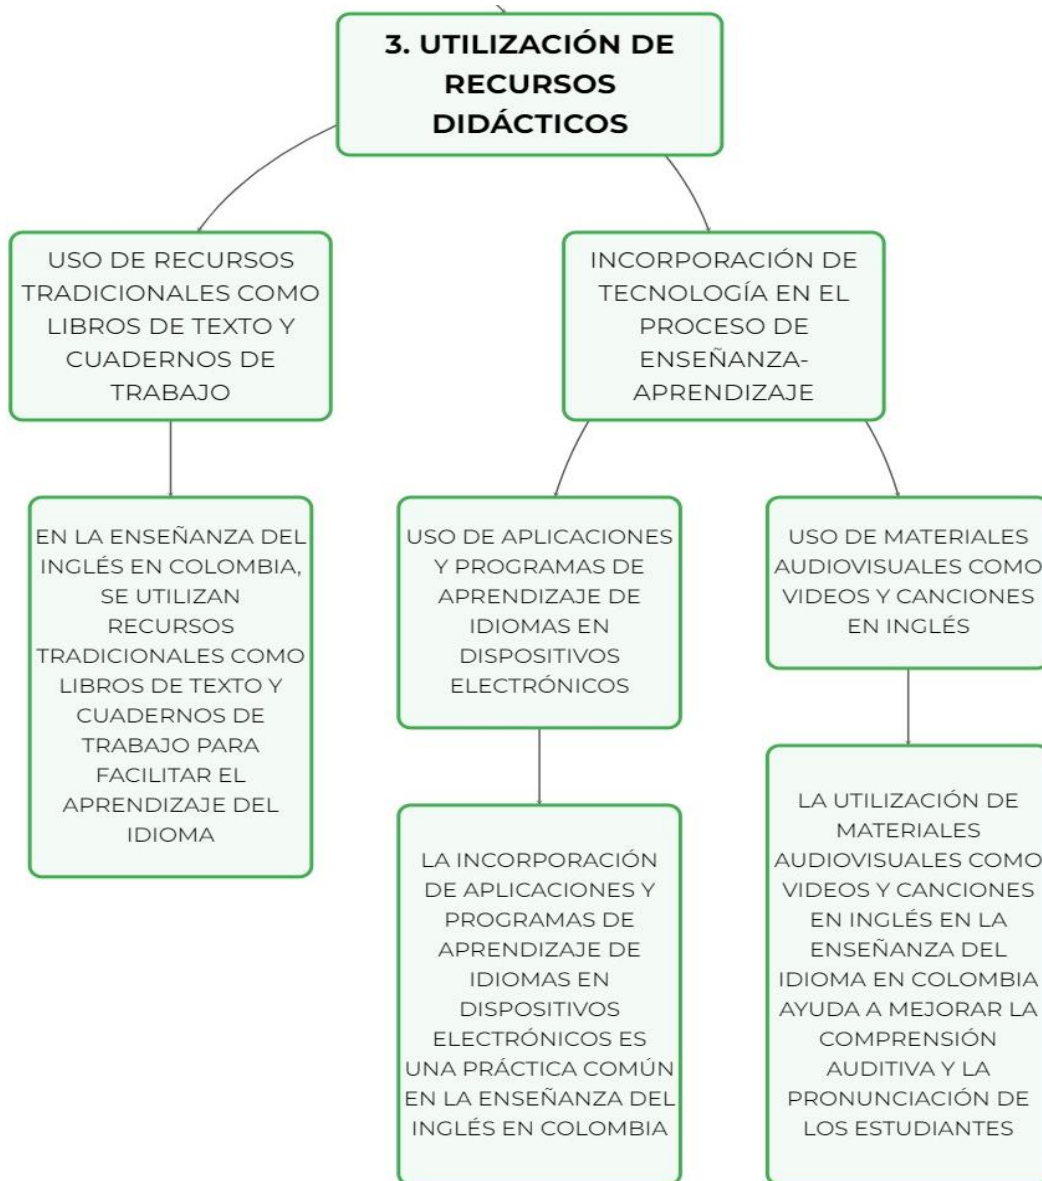 3. UTILIZACIÓN DE
RECURSOS
DIDÁCTICOS
USO DE RECURSOS
TRADICIONALES COMO
LIBROS DE TEXTO Y
CUADERNOS DE
TRABAJO
INCORPORACIÓN DE
TECNOLOGÍA EN EL
PROCESO DE
ENSEÑANZA-
APRENDIZAJE
EN LA ENSEÑANZA DEL
INGLÉS EN COLOMBIA,
SE UTILIZAN
RECURSOS
TRADICIONALES COMO
LIBROS DE TEXTO Y
CUADERNOS DE
TRABAJO PARA
FACILITAR EL
APRENDIZAJE DEL
IDIOMA
USO DE APLICACIONES
Y PROGRAMAS DE
APRENDIZAJE DE
IDIOMAS EN
DISPOSITIVOS
ELECTRÓNICOS
USO DE MATERIALES
AUDIOVISUALES COMO
VIDEOS Y CANCIONES
EN INGLÉS
LA INCORPORACIÓN
DE APLICACIONES Y
PROGRAMAS DE
APRENDIZAJE DE
IDIOMAS EN
DISPOSITIVOS
ELECTRÓNICOS ES
UNA PRÁCTICA COMÚN
EN LA ENSEÑANZA DEL
INGLÉS EN COLOMBIA
LA UTILIZACIÓN DE
MATERIALES
AUDIOVISUALES COMO
VIDEOS Y CANCIONES
EN INGLÉS EN LA
ENSEÑANZA DEL
IDIOMA EN COLOMBIA
AYUDA A MEJORAR LA
COMPRENSIÓN
AUDITIVA Y LA
PRONUNCIACIÓN DE
LOS ESTUDIANTES